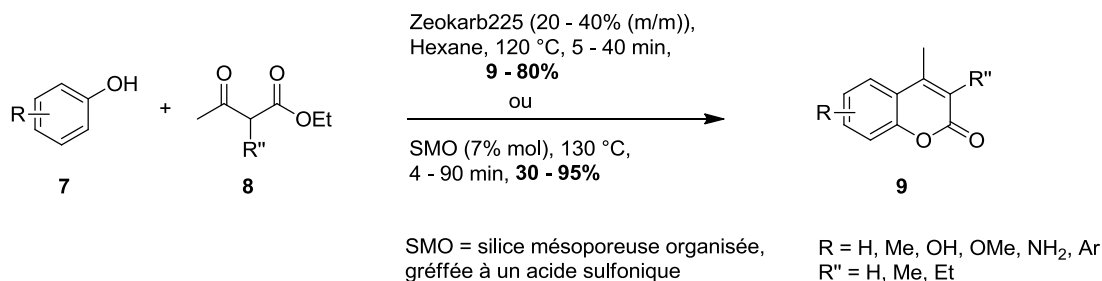 Zeokarb225 (20 - 40% (m/m)),
Hexane, 120 °C, 5 - 40 min,
9 - 80%
ou
SMO (7% mol), 130 °C,
4 - 90 min, 30 - 95%
R
OH
+
O
O
OEt
R"
R
R"
O
O
7
8
9
SMO = silice mésoporeuse organisée,
gréffée à un acide sulfonique
R = H, Me, OH, OMe, NH₂, Ar
R" = H, Me, Et